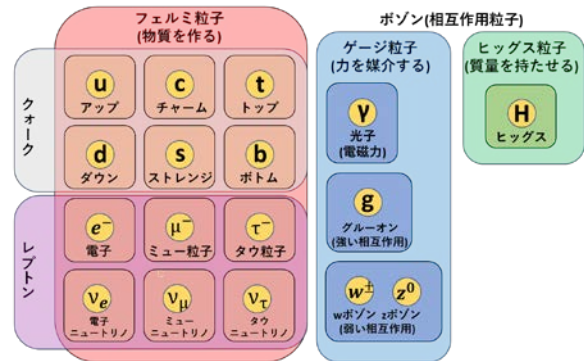 フェルミ粒子
(物質を作る)
ボゾン(相互作用粒子)
ゲージ粒子
(力を媒介する)
ヒッグス粒子
(質量を持たせる)
クォーク
u
アップ
c
チャーム
t
トップ
d
ダウン
s
ストレンジ
b
ボトム
レプトン
e⁻
電子
μ⁻
ミュー粒子
τ⁻
タウ粒子
νe
電子
ニュートリノ
νμ
ミュー
ニュートリノ
ντ
タウ
ニュートリノ
γ
光子
(電磁力)
g
グルーオン
(強い相互作用)
w± z⁰
wボゾン zボゾン
(弱い相互作用)
H
ヒッグス